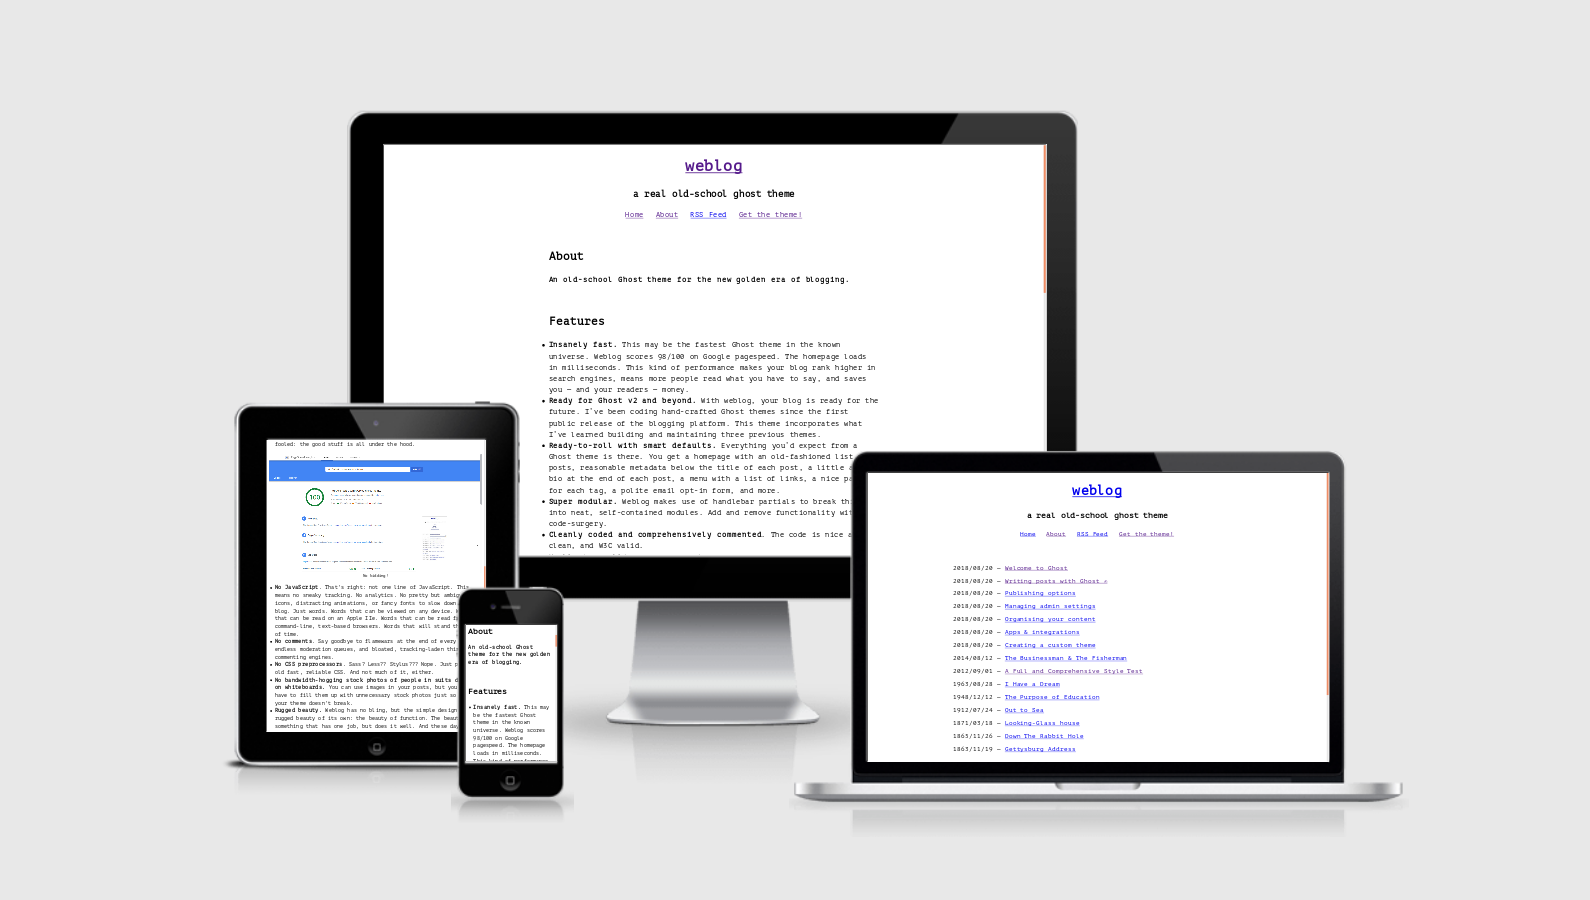 weblog
a real old-school ghost theme
Home About RSS Feed Get the theme!
About
An old-school Ghost theme for the new golden era of blogging.
Features
• Insanely fast. This may be the fastest Ghost theme in the known
universe. Weblog scores 98/100 on Google pagespeed. The homepage loads
in milliseconds. This kind of performance makes your blog rank higher in
search engines, means more people read what you have to say, and saves
you — and your readers — money.
• Ready for Ghost v2 and beyond. With weblog, your blog is ready for the
future. I've been coding hand-crafted Ghost themes since the first
public release of the blogging platform. This theme incorporates what
I've learned building and maintaining three previous themes.
• Ready-to-roll with smart defaults. Everything you'd expect from a
Ghost theme is there. You get a homepage with an old-fashioned list
posts, reasonable metadata below the title of each post, a little
bio at the end of each post, a menu with a list of links, a nice
for each tag, a polite email opt-in form, and more.
• Super modular. Weblog makes use of handlebar partials to break
into neat, self-contained modules. Add and remove functionality
code-surgery.
• Cleanly coded and comprehensively commented. The code is nice
clean, and W3C valid.
fooled: the good stuff is all under the hood.
100
No kidding!
• No JavaScript. That's right: not one line of JavaScript. This
means no sneaky tracking. No analytics. No pretty but
icons, distracting animations, or fancy fonts to slow down
blog. Just words. Words that can be viewed on any device.
that can be read on an Apple IIe. Words that can be read
command-line, text-based browsers. Words that will stand
of time.
• No comments. Say goodbye to flamewars at the end of every
endless moderation queues, and bloated, tracking-laden
commenting engines.
• No CSS preprocessors. Sass? Less?? Stylus??? Nope. Just
old fast, reliable CSS. And not much of it, either.
• No bandwidth-hogging stock photos of people in suits
on whiteboards. You can use images in your posts, but you
have to fill them up with unnecessary stock photos just so
your theme doesn't break.
• Rugged beauty. Weblog has no bling, but the simple design
rugged beauty of its own: the beauty of function. The
something that has one job, but does it well. And these
About
An old-school Ghost
theme for the new golden
era of blogging.
Features
• Insanely fast. This may
be the fastest Ghost
theme in the known
universe. Weblog scores
98/100 on Google
pagespeed. The homepage
loads in milliseconds.
This kind of performance
weblog
a real old-school ghost theme
Home About RSS Feed Get the theme!
2018/08/20 — Welcome to Ghost
2018/08/20 — Writing posts with Ghost
2018/08/20 — Publishing options
2018/08/20 — Managing admin settings
2018/08/20 — Organising your content
2018/08/20 — Apps & integrations
2018/08/20 — Creating a custom theme
2014/08/12 — The Businessman & The Fisherman
2012/09/01 — A Full and Comprehensive Style Test
1963/08/28 — I Have a Dream
1948/12/12 — The Purpose of Education
1912/07/24 — Out to Sea
1871/03/18 — Looking-Glass house
1865/11/26 — Down The Rabbit Hole
1863/11/19 — Gettysburg Address